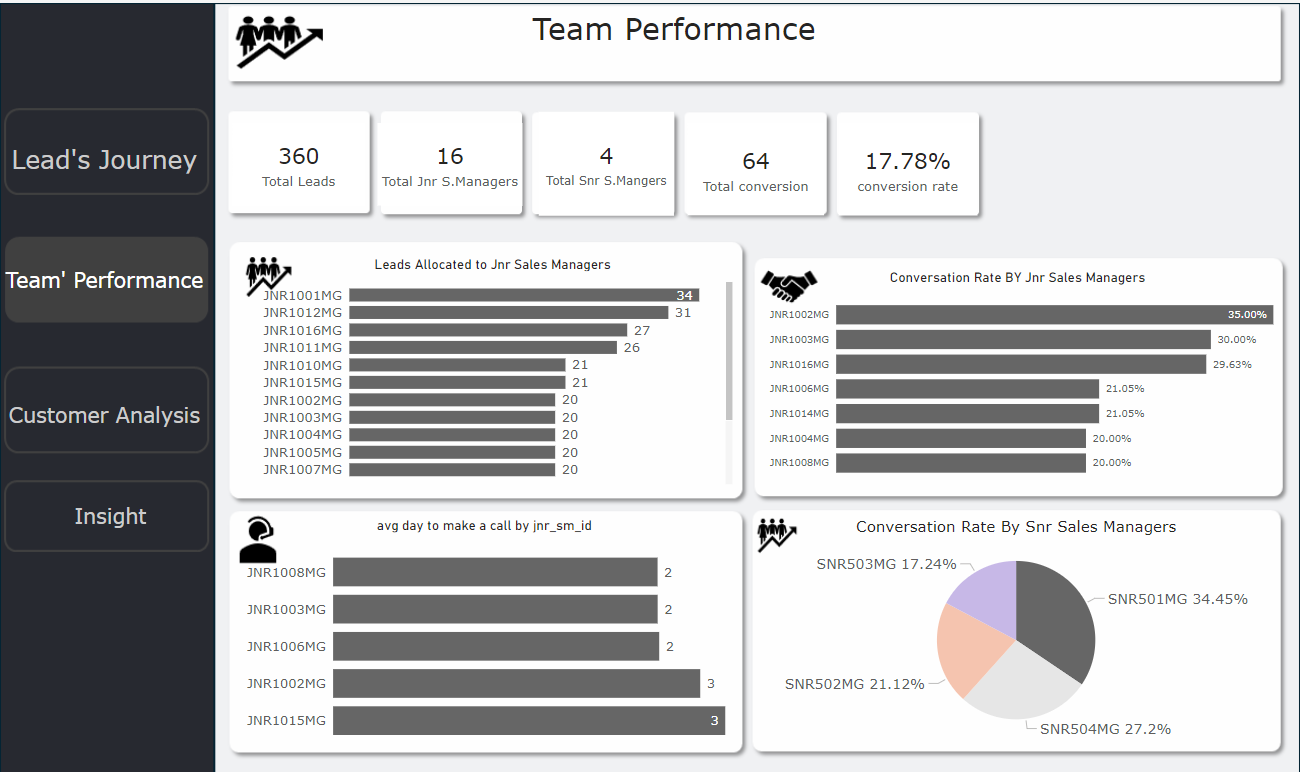 Team Performance
Lead's Journey
Team' Performance
Customer Analysis
Insight
360
Total Leads
16
Total Jnr S.Managers
4
Total Snr S.Mangers
64
Total conversion
17.78%
conversion rate
Leads Allocated to Jnr Sales Managers
JNR1001MG 34
JNR1012MG 31
JNR1016MG 27
JNR1011MG 26
JNR1010MG 21
JNR1015MG 21
JNR1002MG 20
JNR1003MG 20
JNR1004MG 20
JNR1005MG 20
JNR1007MG 20
Conversation Rate BY Jnr Sales Managers
JNR1002MG 35.00%
JNR1003MG 30.00%
JNR1016MG 29.63%
JNR1006MG 21.05%
JNR1014MG 21.05%
JNR1004MG 20.00%
JNR1008MG 20.00%
avg day to make a call by jnr_sm_id
JNR1008MG 2
JNR1003MG 2
JNR1006MG 2
JNR1002MG 3
JNR1015MG 3
Conversation Rate By Snr Sales Managers
SNR503MG 17.24%
SNR501MG 34.45%
SNR502MG 21.12%
SNR504MG 27.2%